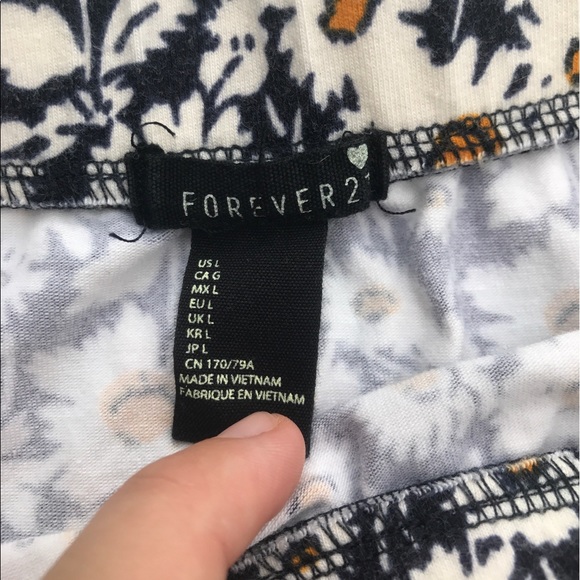 FOREVER 21
US L
CA G
MX L
EU L
UK L
KR L
JP L
CN 170/79A
MADE IN VIETNAM
FABRIQUE EN VIETNAM